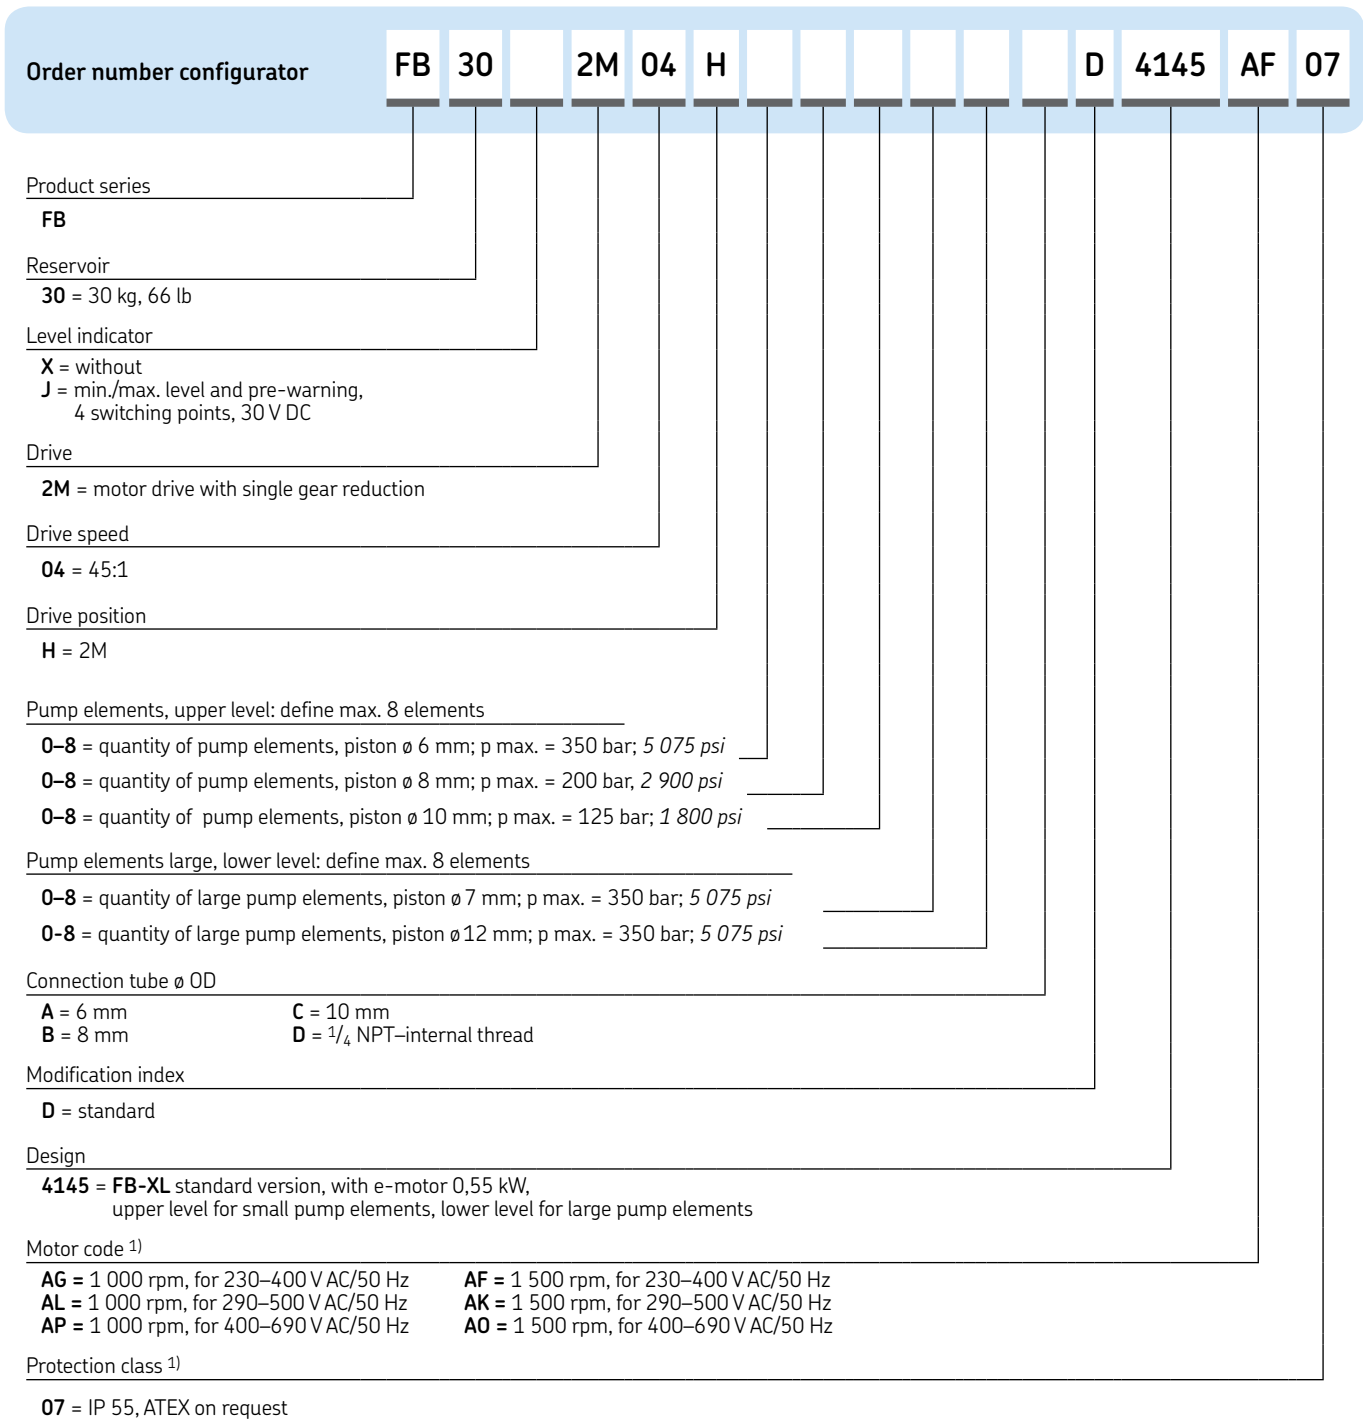 Order number configurator FB 30 2M 04 H D 4145 AF 07
Product series
FB
Reservoir
30 = 30 kg, 66 lb
Level indicator
X = without
J = min./max. level and pre-warning,
4 switching points, 30 V DC
Drive
2M = motor drive with single gear reduction
Drive speed
04 = 45:1
Drive position
H = 2M
Pump elements, upper level: define max. 8 elements
0–8 = quantity of pump elements, piston ø 6 mm; p max. = 350 bar; 5 075 psi
0–8 = quantity of pump elements, piston ø 8 mm; p max. = 200 bar, 2 900 psi
0–8 = quantity of pump elements, piston ø 10 mm; p max. = 125 bar; 1 800 psi
Pump elements large, lower level: define max. 8 elements
0–8 = quantity of large pump elements, piston ø 7 mm; p max. = 350 bar; 5 075 psi
0-8 = quantity of large pump elements, piston ø 12 mm; p max. = 350 bar; 5 075 psi
Connection tube ø OD
A = 6 mm C = 10 mm
B = 8 mm D = 1/4 NPT–internal thread
Modification index
D = standard
Design
4145 = FB-XL standard version, with e-motor 0,55 kW,
upper level for small pump elements, lower level for large pump elements
Motor code 1)
AG = 1 000 rpm, for 230–400 V AC/50 Hz AF = 1 500 rpm, for 230–400 V AC/50 Hz
AL = 1 000 rpm, for 290–500 V AC/50 Hz AK = 1 500 rpm, for 290–500 V AC/50 Hz
AP = 1 000 rpm, for 400–690 V AC/50 Hz AO = 1 500 rpm, for 400–690 V AC/50 Hz
Protection class 1)
07 = IP 55, ATEX on request